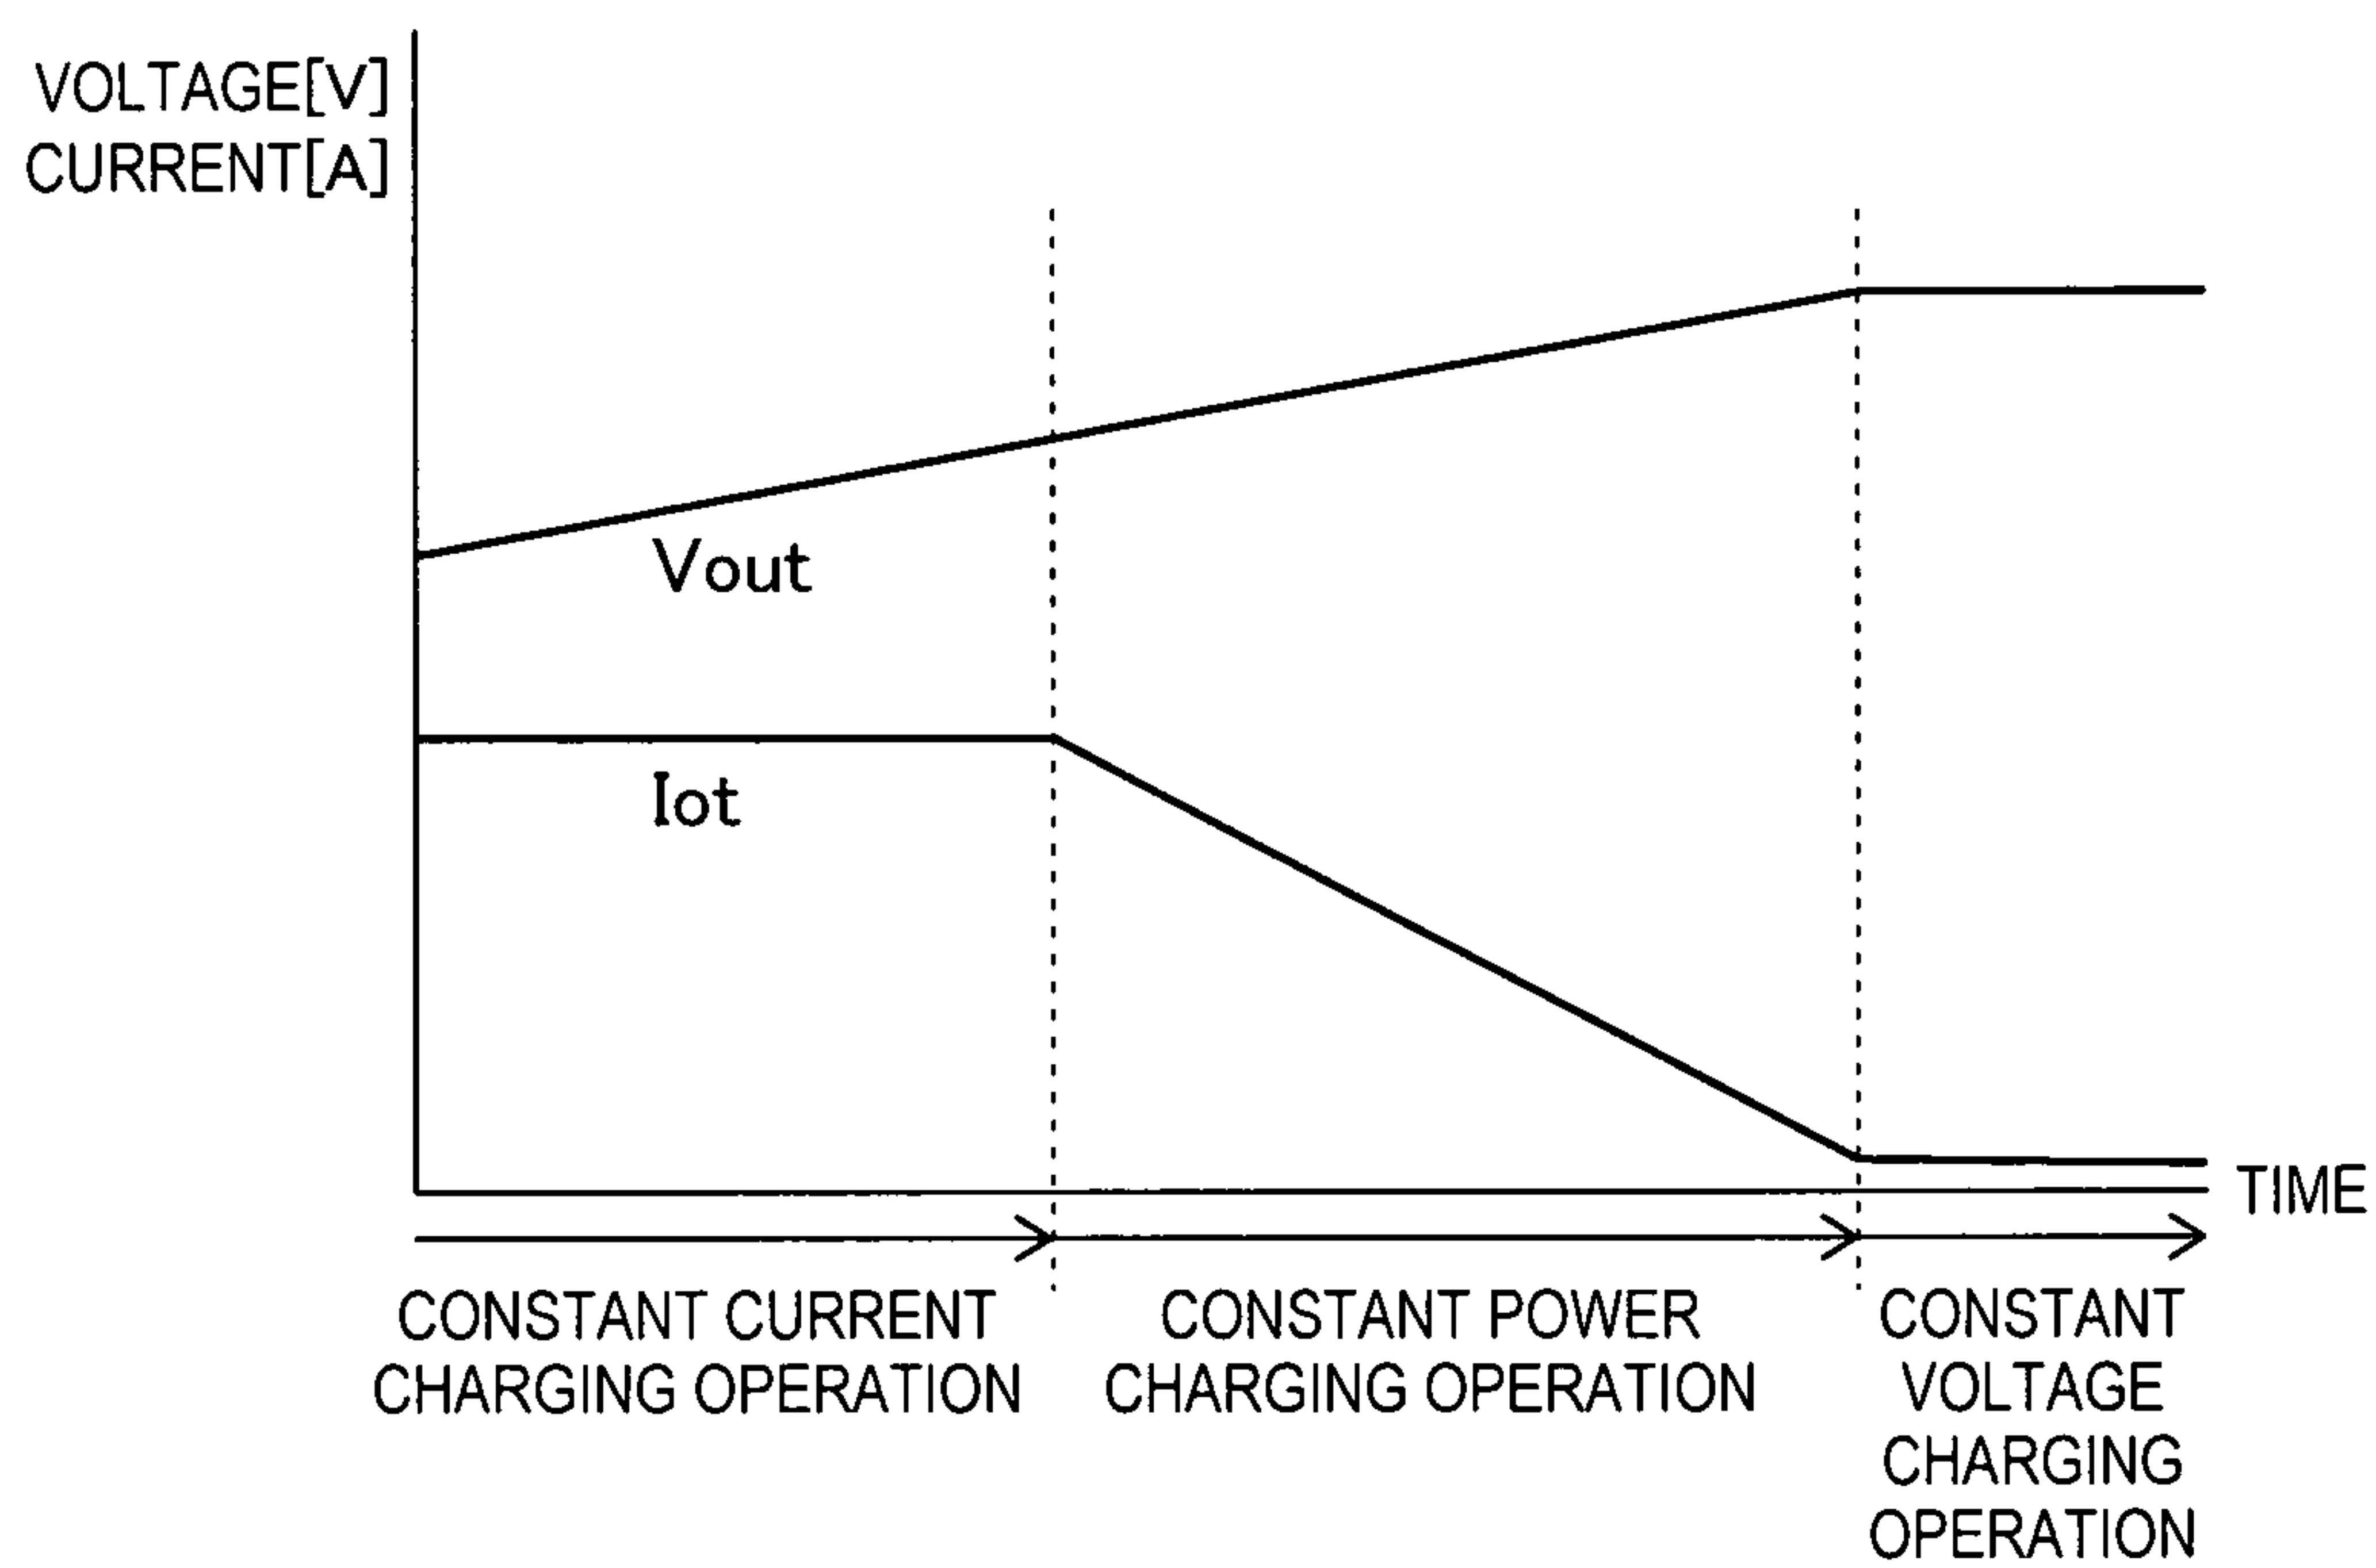 VOLTAGE[V]
CURRENT[A]
Vout
Iot
TIME
CONSTANT CURRENT
CHARGING OPERATION
CONSTANT POWER
CHARGING OPERATION
CONSTANT
VOLTAGE
CHARGING
OPERATION